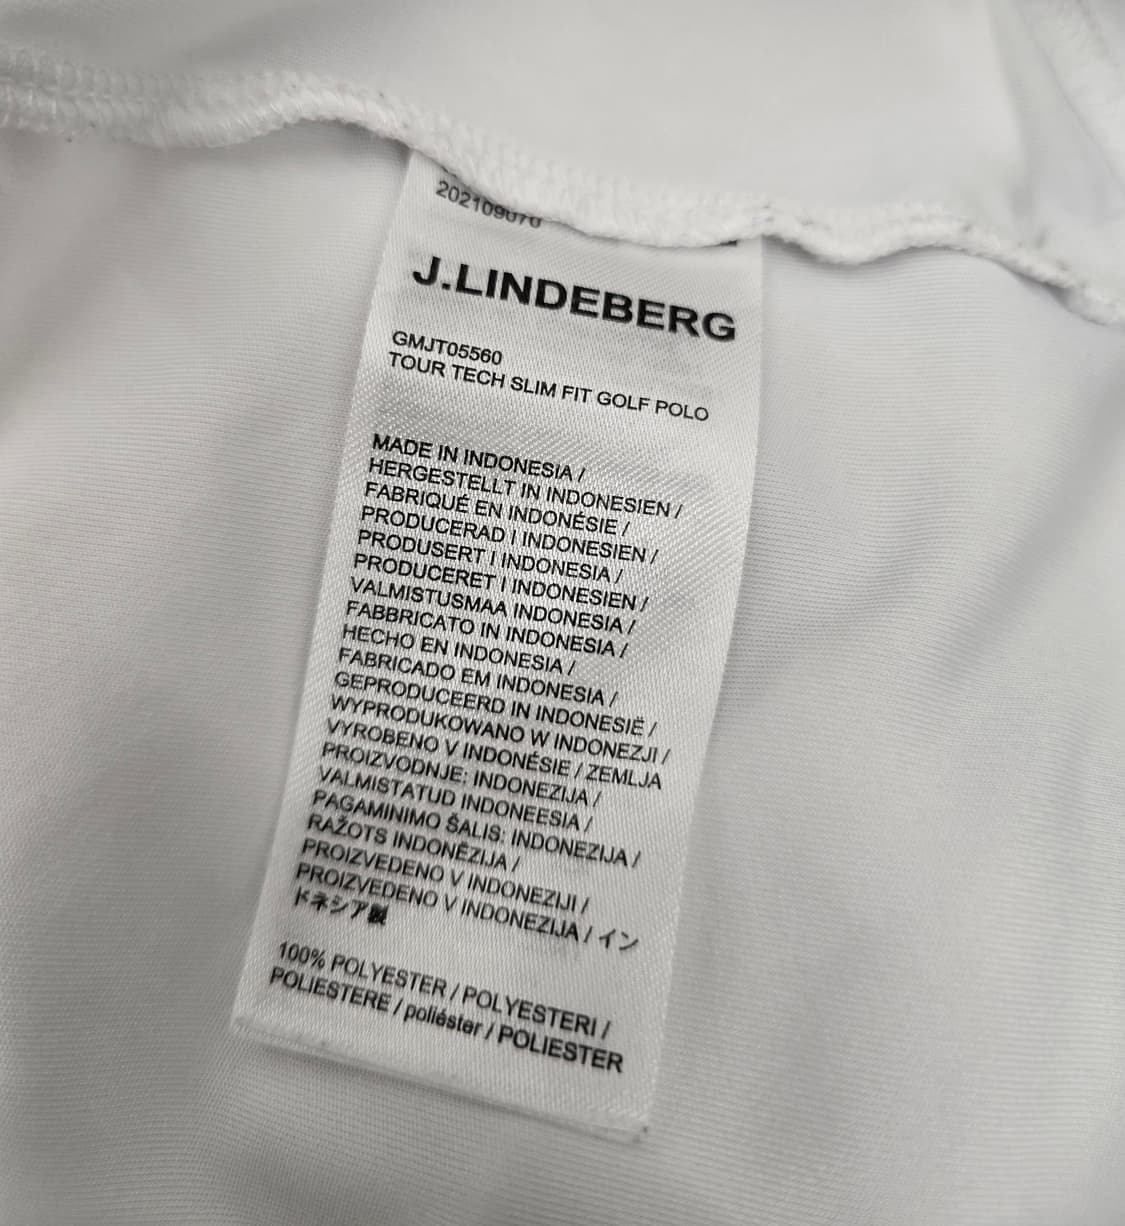 202109070
J.LINDEBERG
GMJT05560
TOUR TECH SLIM FIT GOLF POLO
MADE IN INDONESIA /
HERGESTELLT IN INDONESIEN /
FABRIQUÉ EN INDONÉSIE /
PRODUCERAD I INDONESIEN /
PRODUSERT I INDONESIA /
PRODUCERET I INDONESIEN /
VALMISTUSMAA INDONESIA /
FABBRICATO IN INDONESIA /
HECHO EN INDONESIA /
FABRICADO EM INDONESIA /
GEPRODUCEERD IN INDONESIË /
WYPRODUKOWANO W INDONEZJI /
VYROBENO V INDONÉSIE / ZEMLJA
PROIZVODNJE: INDONEZIJA /
VALMISTATUD INDONEESIA /
PAGAMINIMO ŠALIS: INDONEZIJA /
RAŽOTS INDONĒZIJA /
PROIZVEDENO V INDONEZIJI /
PROIZVEDENO V INDONEZIJA / イン
ドネシア製
100% POLYESTER / POLYESTERI /
POLIESTERE / poliéster / POLIESTER